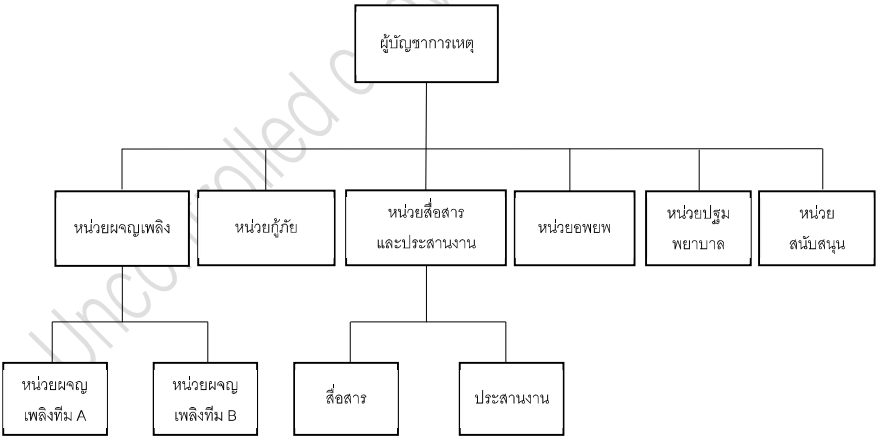 ผู้บัญชาการเหตุ
หน่วยผจญเพลิง
หน่วยกู้ภัย
หน่วยสื่อสาร
และประสานงาน
หน่วยอพยพ
หน่วยปฐม
พยาบาล
หน่วย
สนับสนุน
หน่วยผจญ
เพลิงทีม A
หน่วยผจญ
เพลิงทีม B
สื่อสาร
ประสานงาน
Uncontrolled